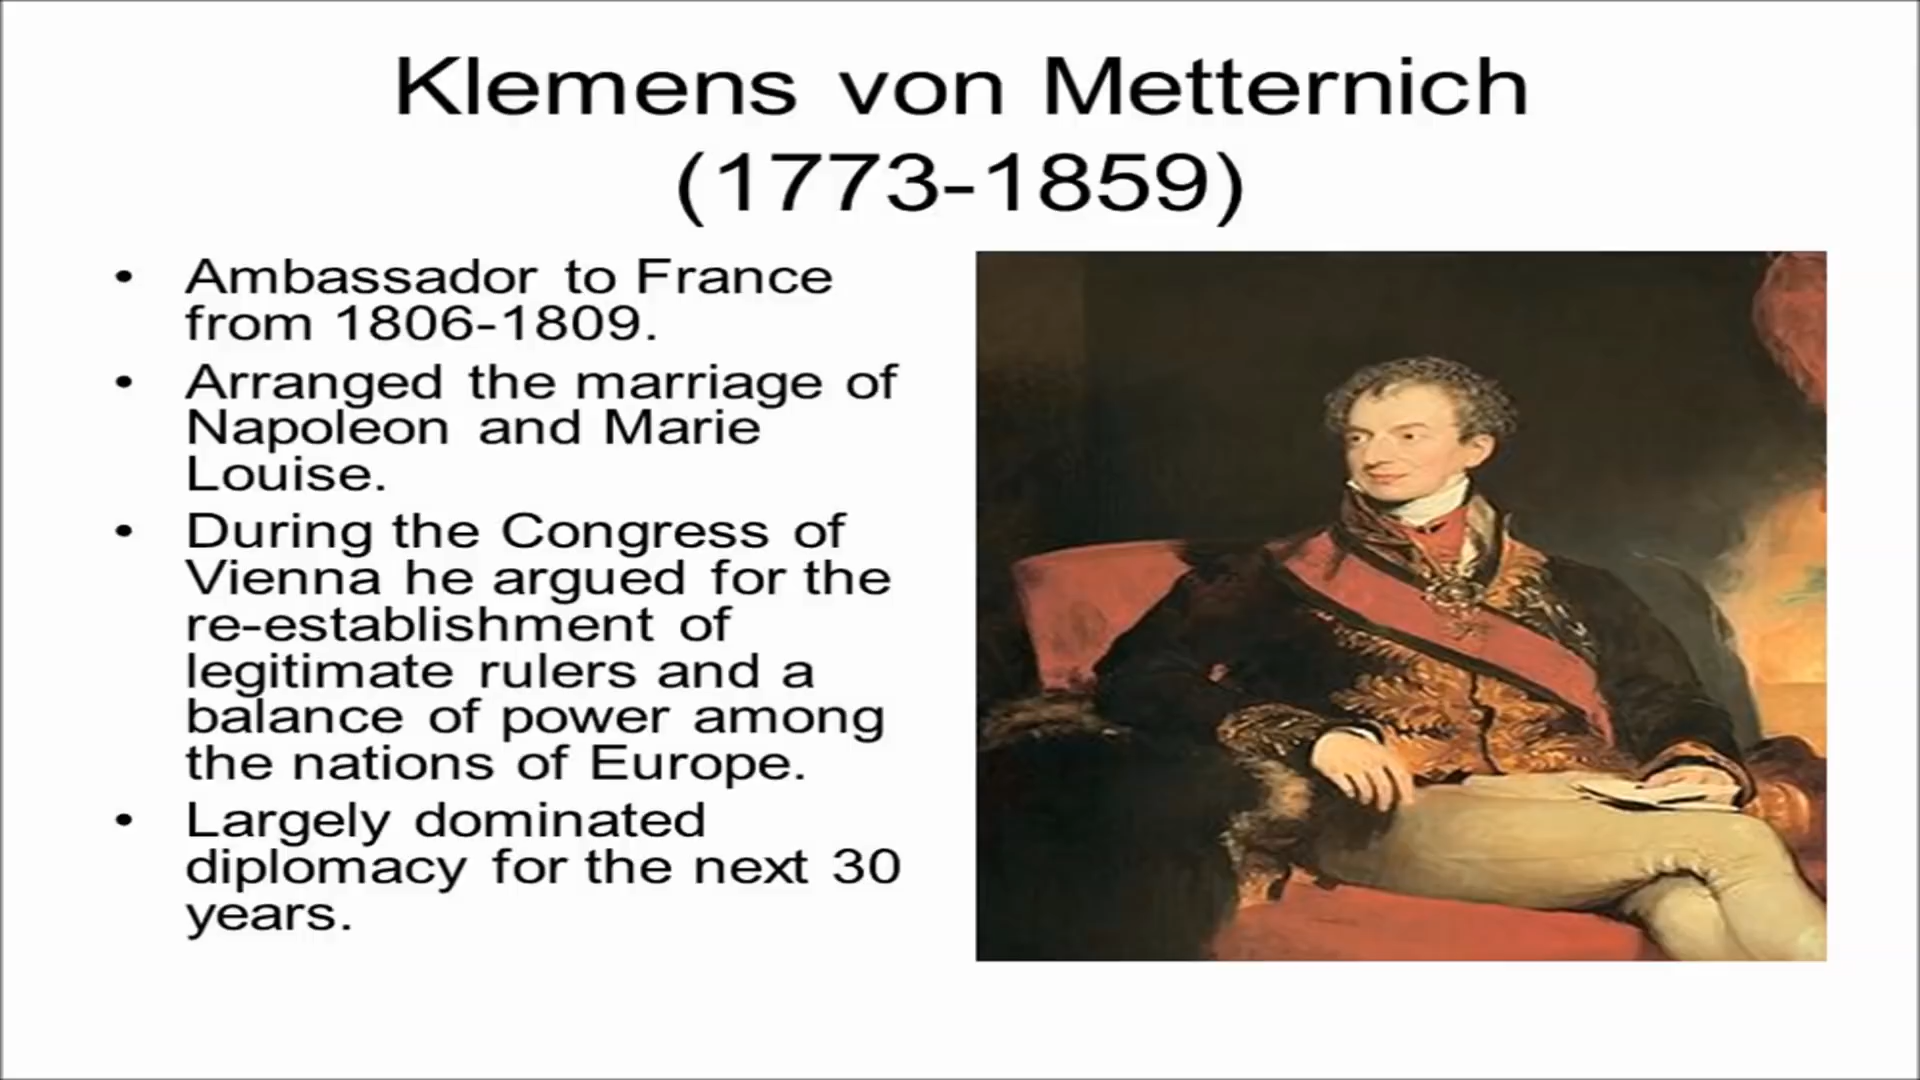 Klemens von Metternich
(1773-1859)
• Ambassador to France
from 1806-1809.
• Arranged the marriage of
Napoleon and Marie
Louise.
• During the Congress of
Vienna he argued for the
re-establishment of
legitimate rulers and a
balance of power among
the nations of Europe.
• Largely dominated
diplomacy for the next 30
years.